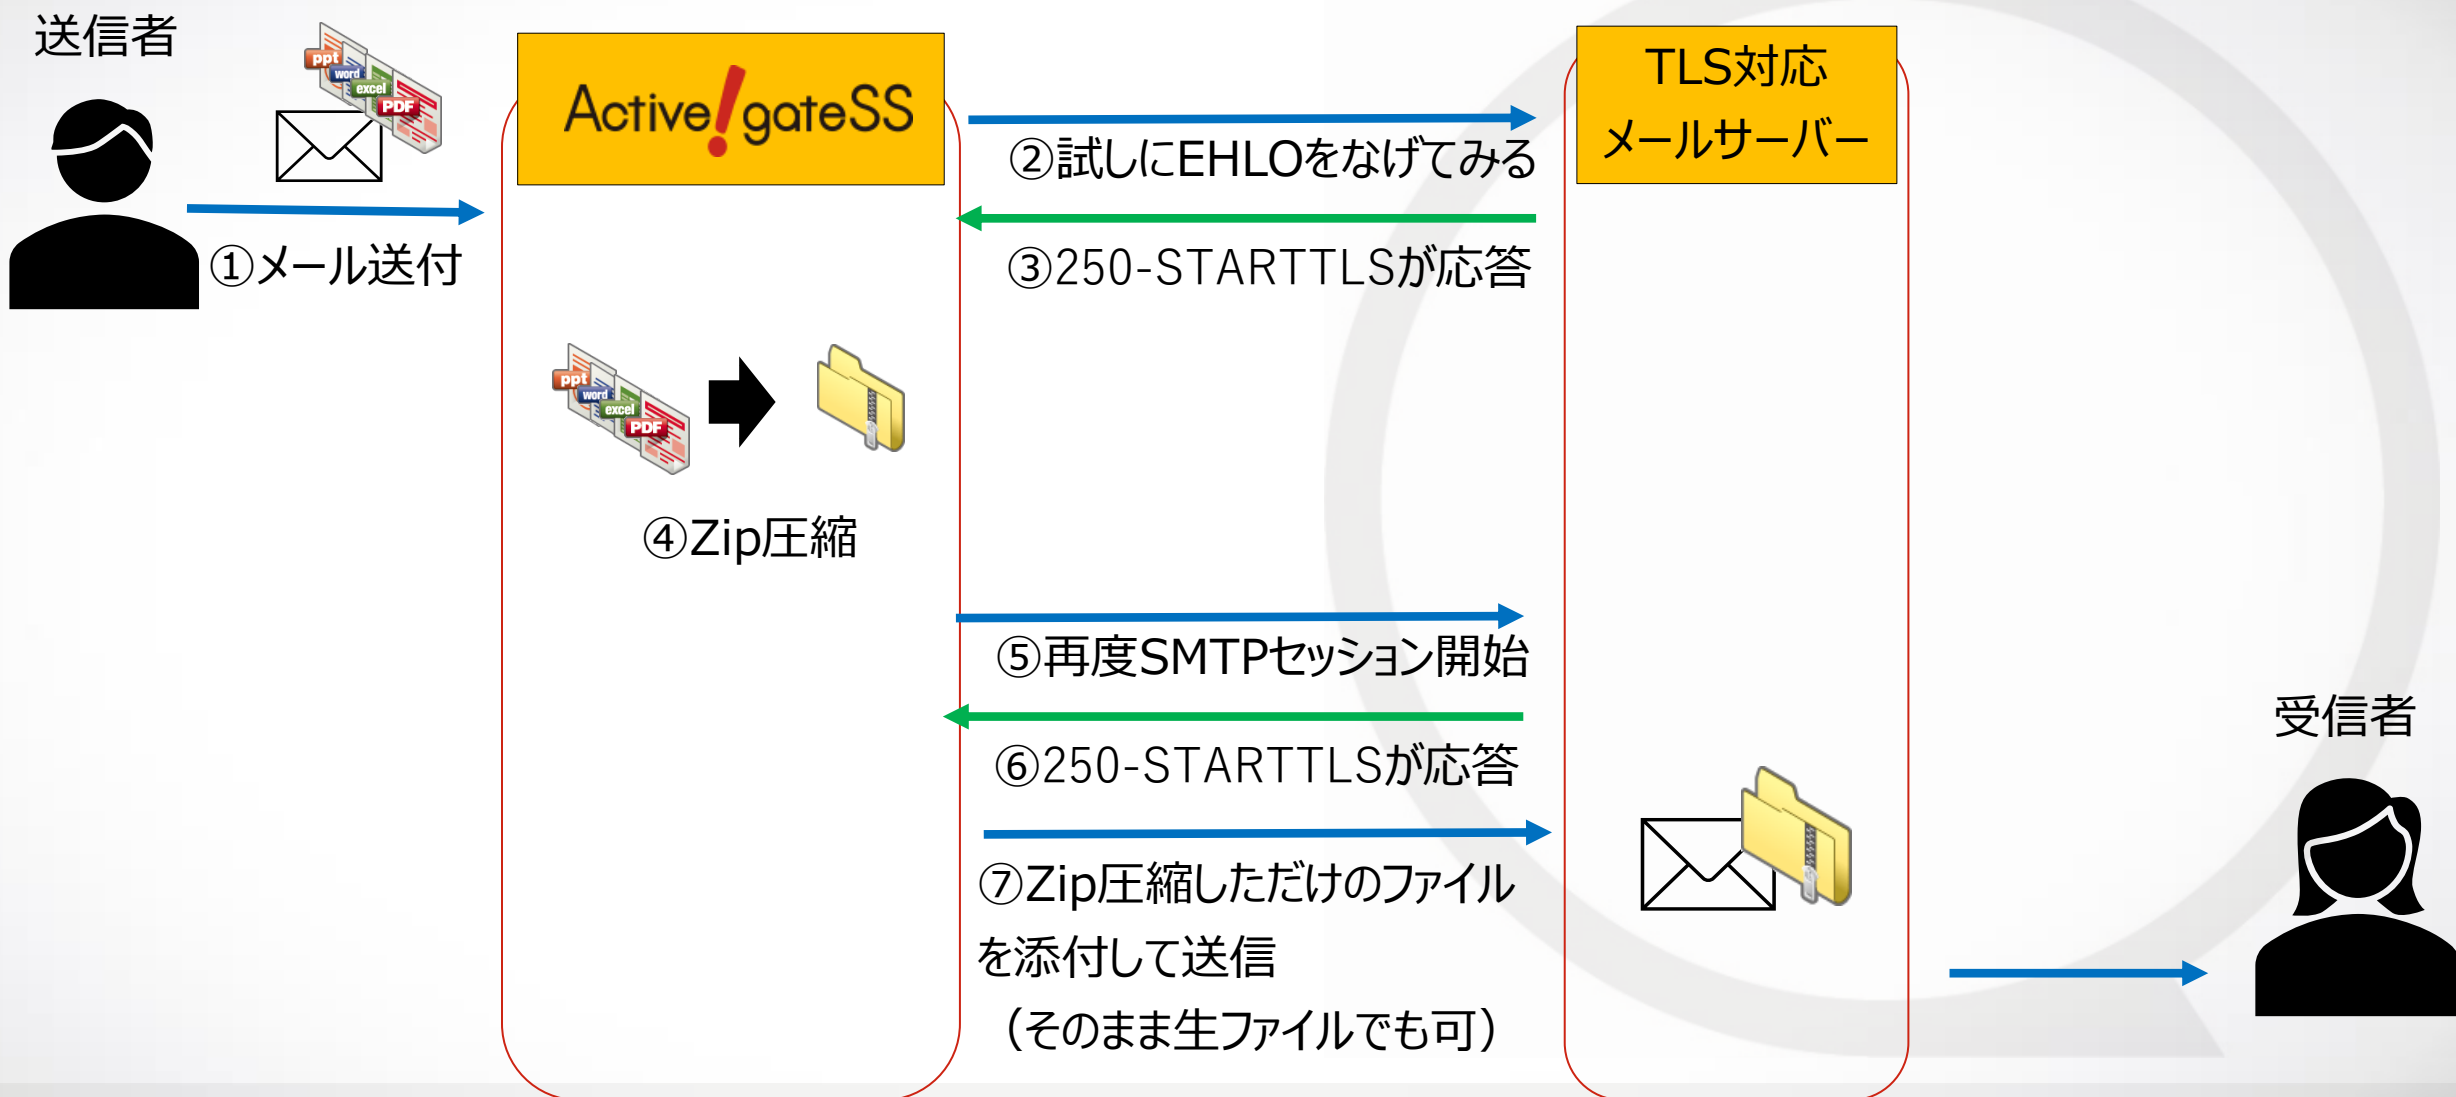 送信者
ppt
word
excel
PDF
Active!gateSS
TLS対応
メールサーバー
①メール送付
②試しにEHLOをなげてみる
③250-STARTTLSが応答
ppt
word
excel
PDF
④Zip圧縮
⑤再度SMTPセッション開始
⑥250-STARTTLSが応答
⑦Zip圧縮しただけのファイル
を添付して送信
（そのまま生ファイルでも可）
受信者